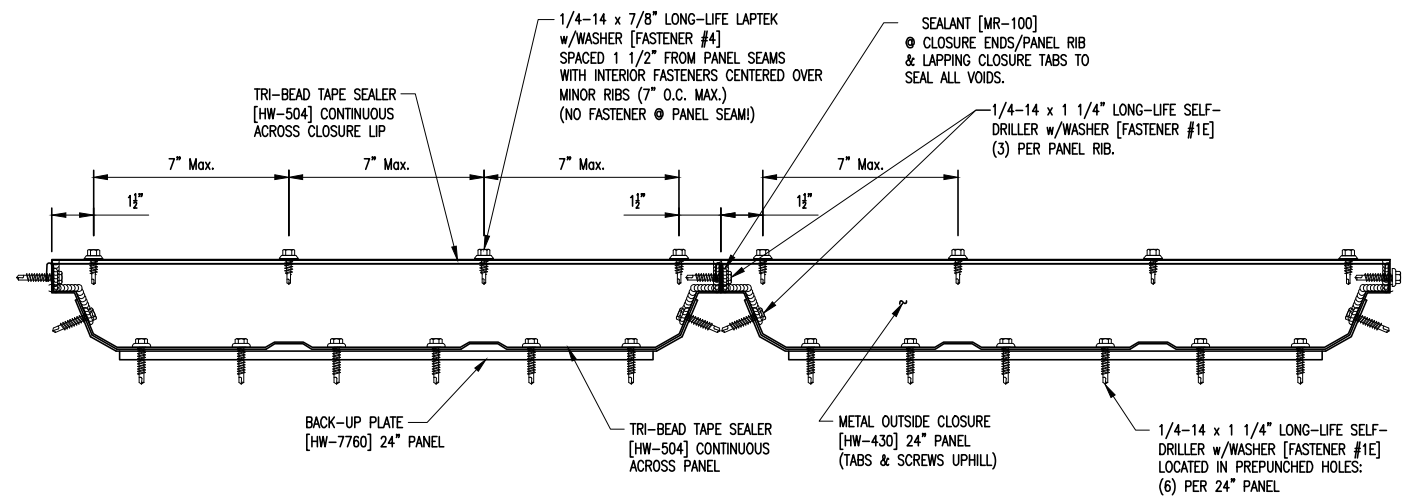 1/4-14 x 7/8" LONG-LIFE LAPTEK
w/WASHER [FASTENER #4]
SPACED 1 1/2" FROM PANEL SEAMS
WITH INTERIOR FASTENERS CENTERED OVER
MINOR RIBS (7" O.C. MAX.)
(NO FASTENER @ PANEL SEAM!)
SEALANT [MR-100]
@ CLOSURE ENDS/PANEL RIB
& LAPPING CLOSURE TABS TO
SEAL ALL VOIDS.
TRI-BEAD TAPE SEALER
[HW-504] CONTINUOUS
ACROSS CLOSURE LIP
1/4-14 x 1 1/4" LONG-LIFE SELF-
DRILLER w/WASHER [FASTENER #1E]
(3) PER PANEL RIB.
7" Max.
7" Max.
7" Max.
7" Max.
1½"
1½"
1½"
BACK-UP PLATE
[HW-7760] 24" PANEL
TRI-BEAD TAPE SEALER
[HW-504] CONTINUOUS
ACROSS PANEL
METAL OUTSIDE CLOSURE
[HW-430] 24" PANEL
(TABS & SCREWS UPHILL)
1/4-14 x 1 1/4" LONG-LIFE SELF-
DRILLER w/WASHER [FASTENER #1E]
LOCATED IN PREPUNCHED HOLES:
(6) PER 24" PANEL